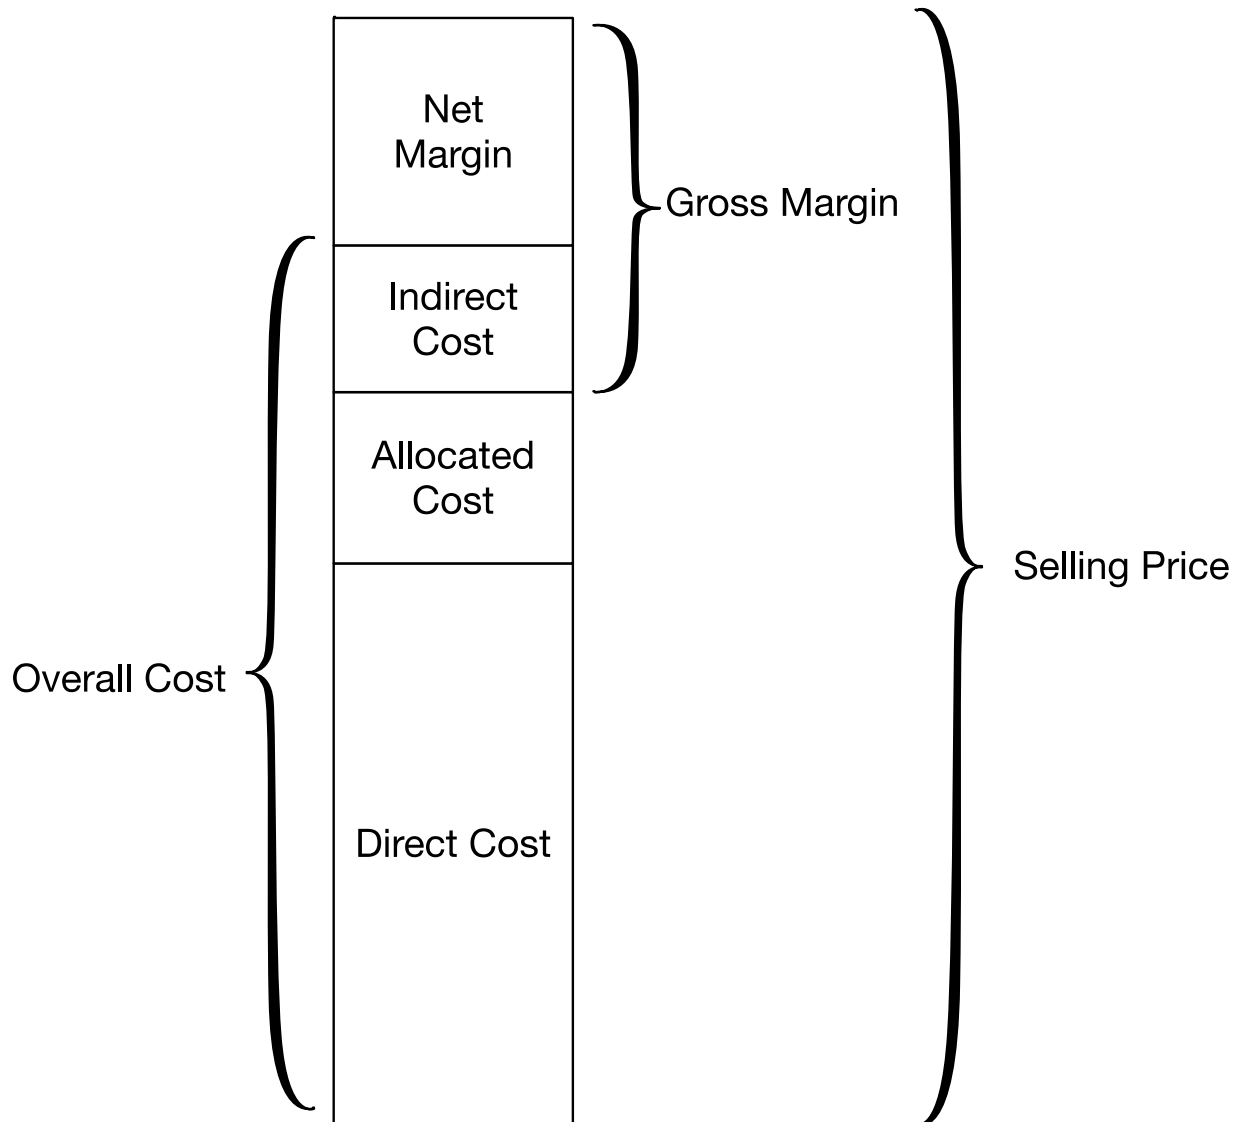 Net
Margin
Gross Margin
Indirect
Cost
Allocated
Cost
Selling Price
Overall Cost
Direct Cost